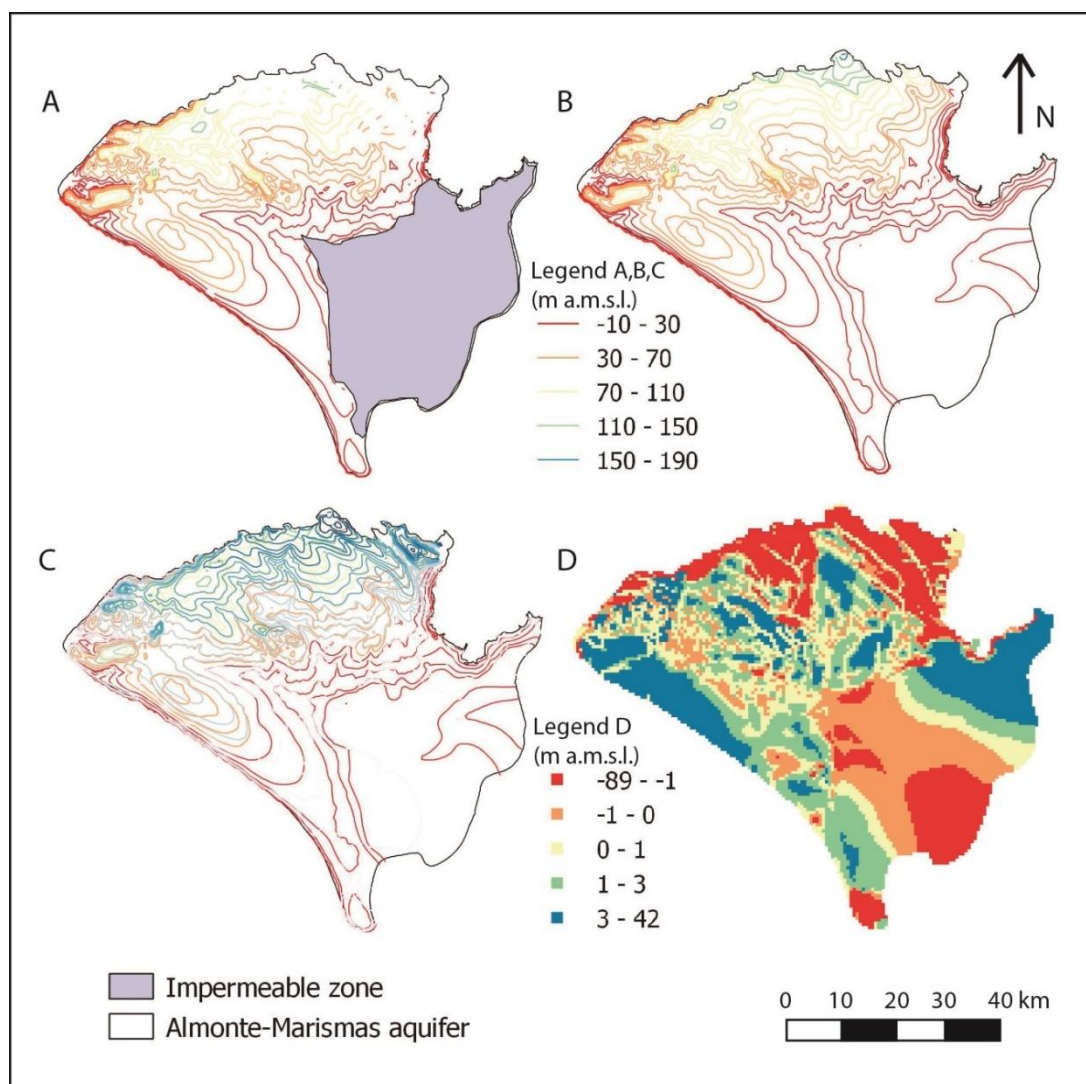 A
B
N
Legend A,B,C
(m a.m.s.l.)
-10 - 30
30 - 70
70 - 110
110 - 150
150 - 190
C
D
Legend D
(m a.m.s.l.)
-89 - -1
-1 - 0
0 - 1
1 - 3
3 - 42
Impermeable zone
Almonte-Marismas aquifer
0 10 20 30 40 km